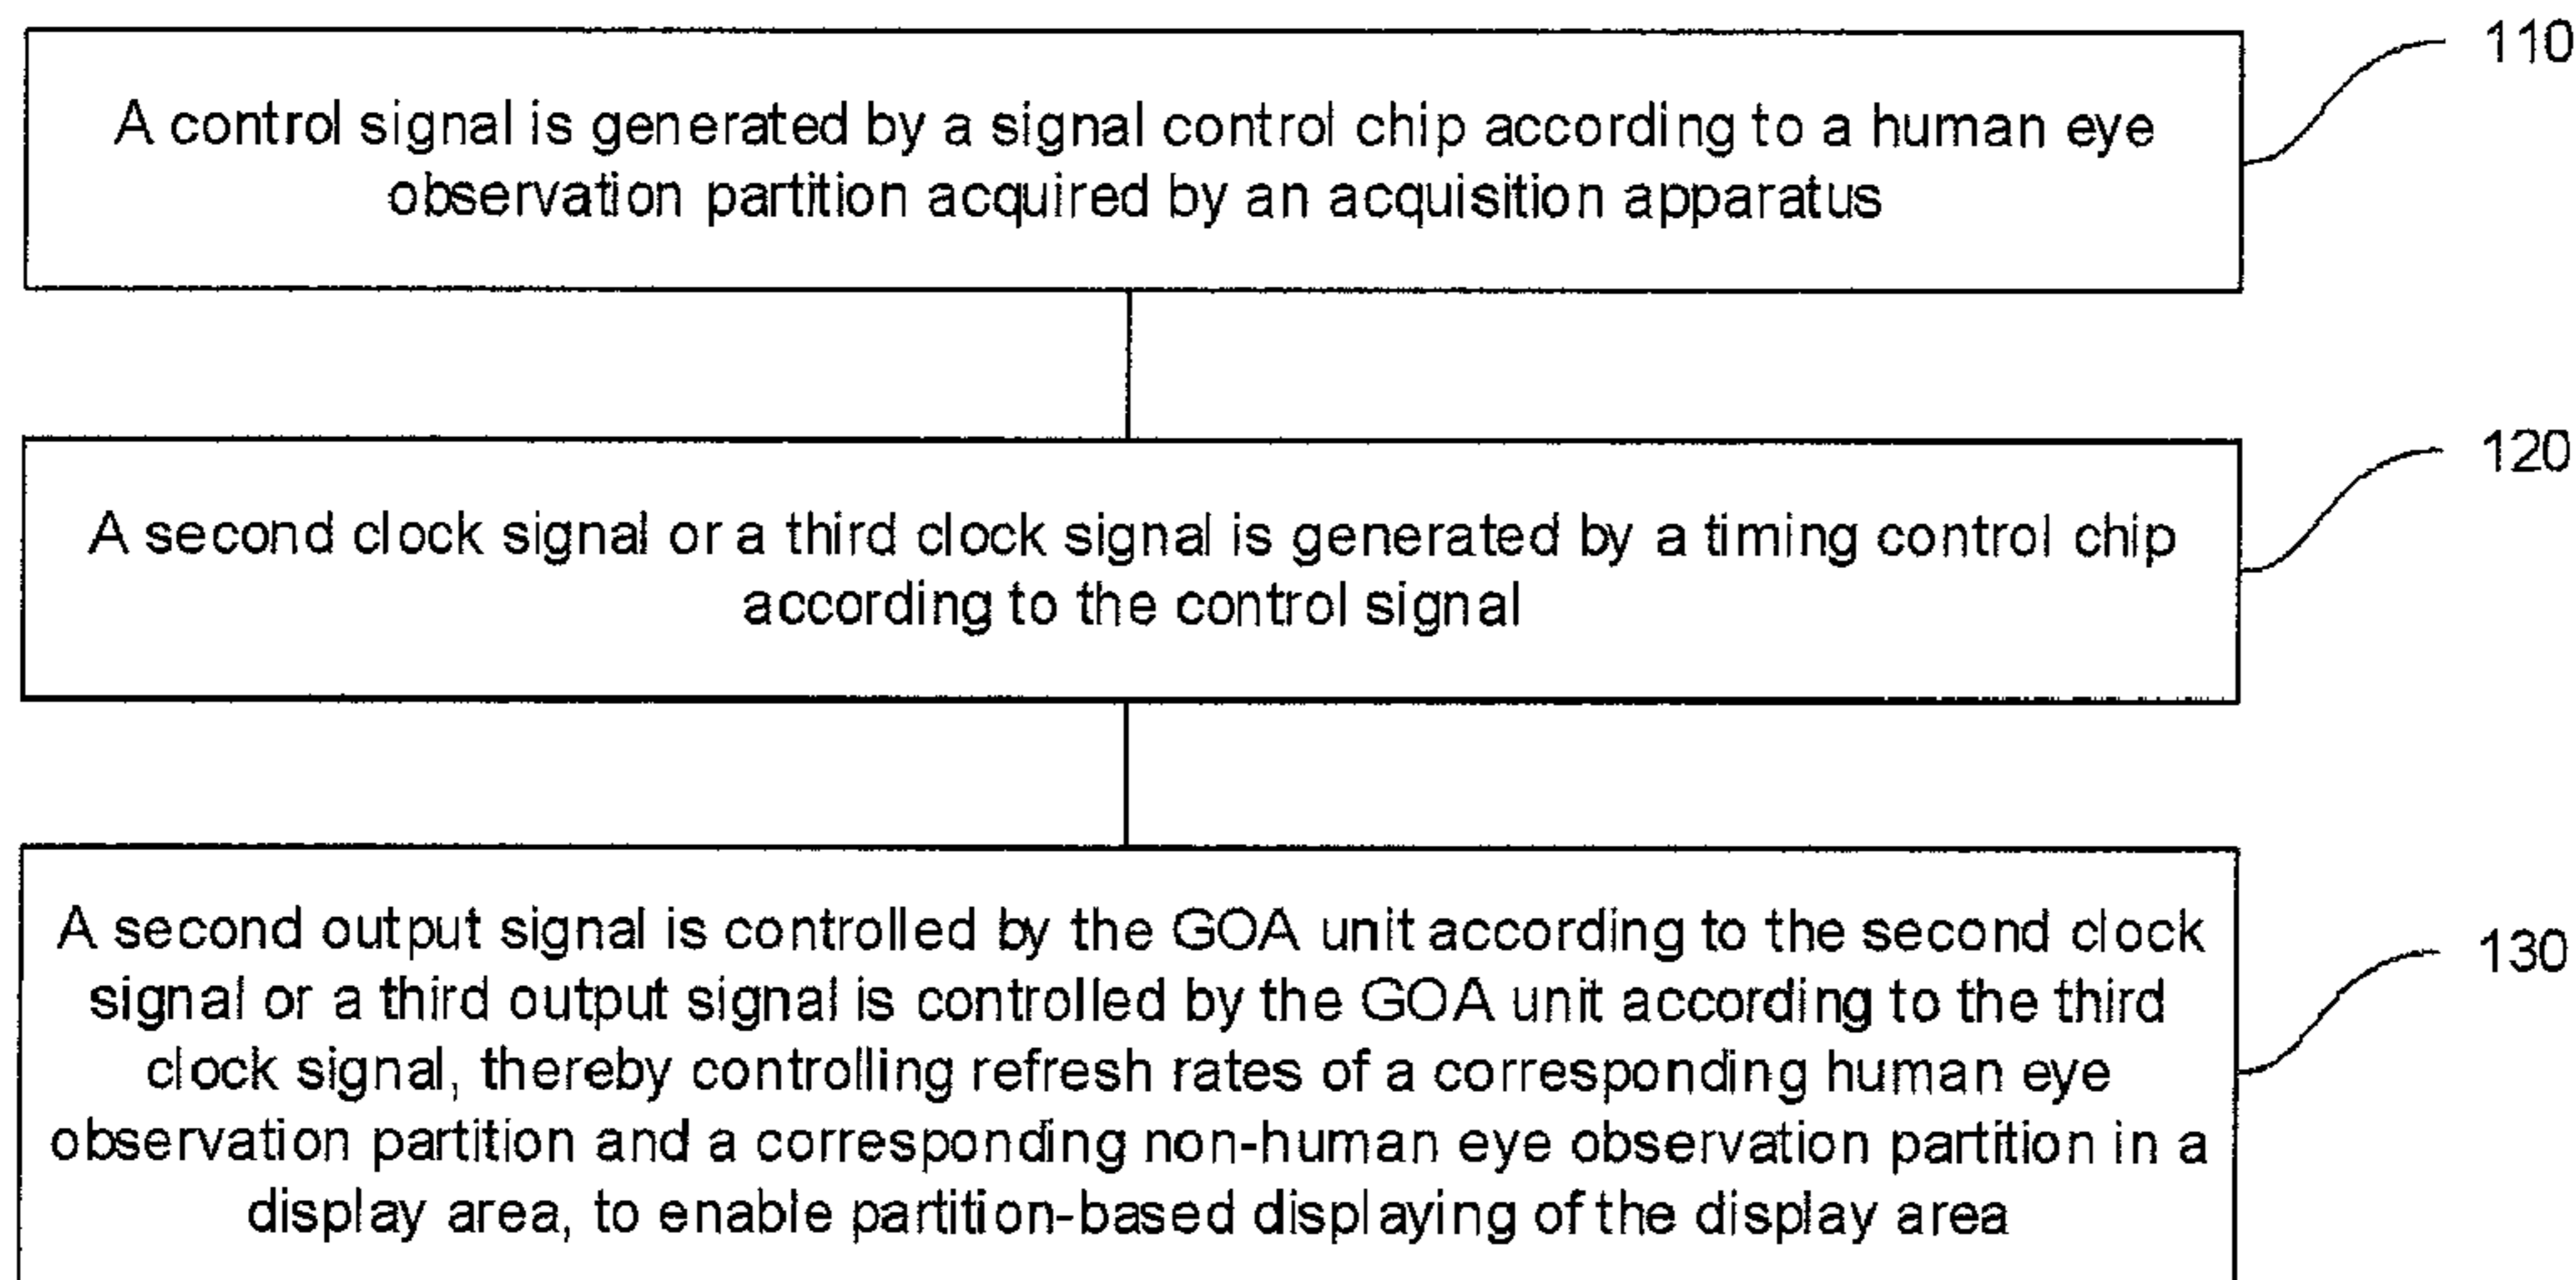 110
A control signal is generated by a signal control chip according to a human eye
observation partition acquired by an acquisition apparatus
120
A second clock signal or a third clock signal is generated by a timing control chip
according to the control signal
130
A second output signal is controlled by the GOA unit according to the second clock
signal or a third output signal is controlled by the GOA unit according to the third
clock signal, thereby controlling refresh rates of a corresponding human eye
observation partition and a corresponding non-human eye observation partition in a
display area, to enable partition-based displaying of the display area